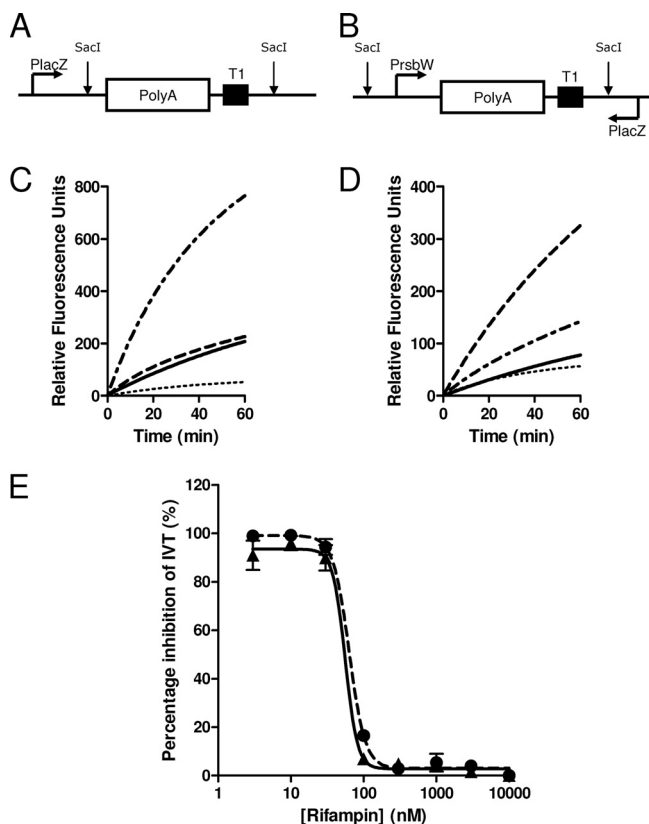 A
PlacZ
SacI
SacI
PolyA
T1
B
SacI
PrsbW
SacI
PolyA
T1
PlacZ
C
Relative Fluorescence Units
800
600
400
200
0
0 20 40 60
Time (min)
D
Relative Fluorescence Units
400
300
200
100
0
0 20 40 60
Time (min)
E
Percentage inhibition of IVT (%)
120
100
80
60
40
20
0
1 10 100 1000 10000
[Rifampin] (nM)